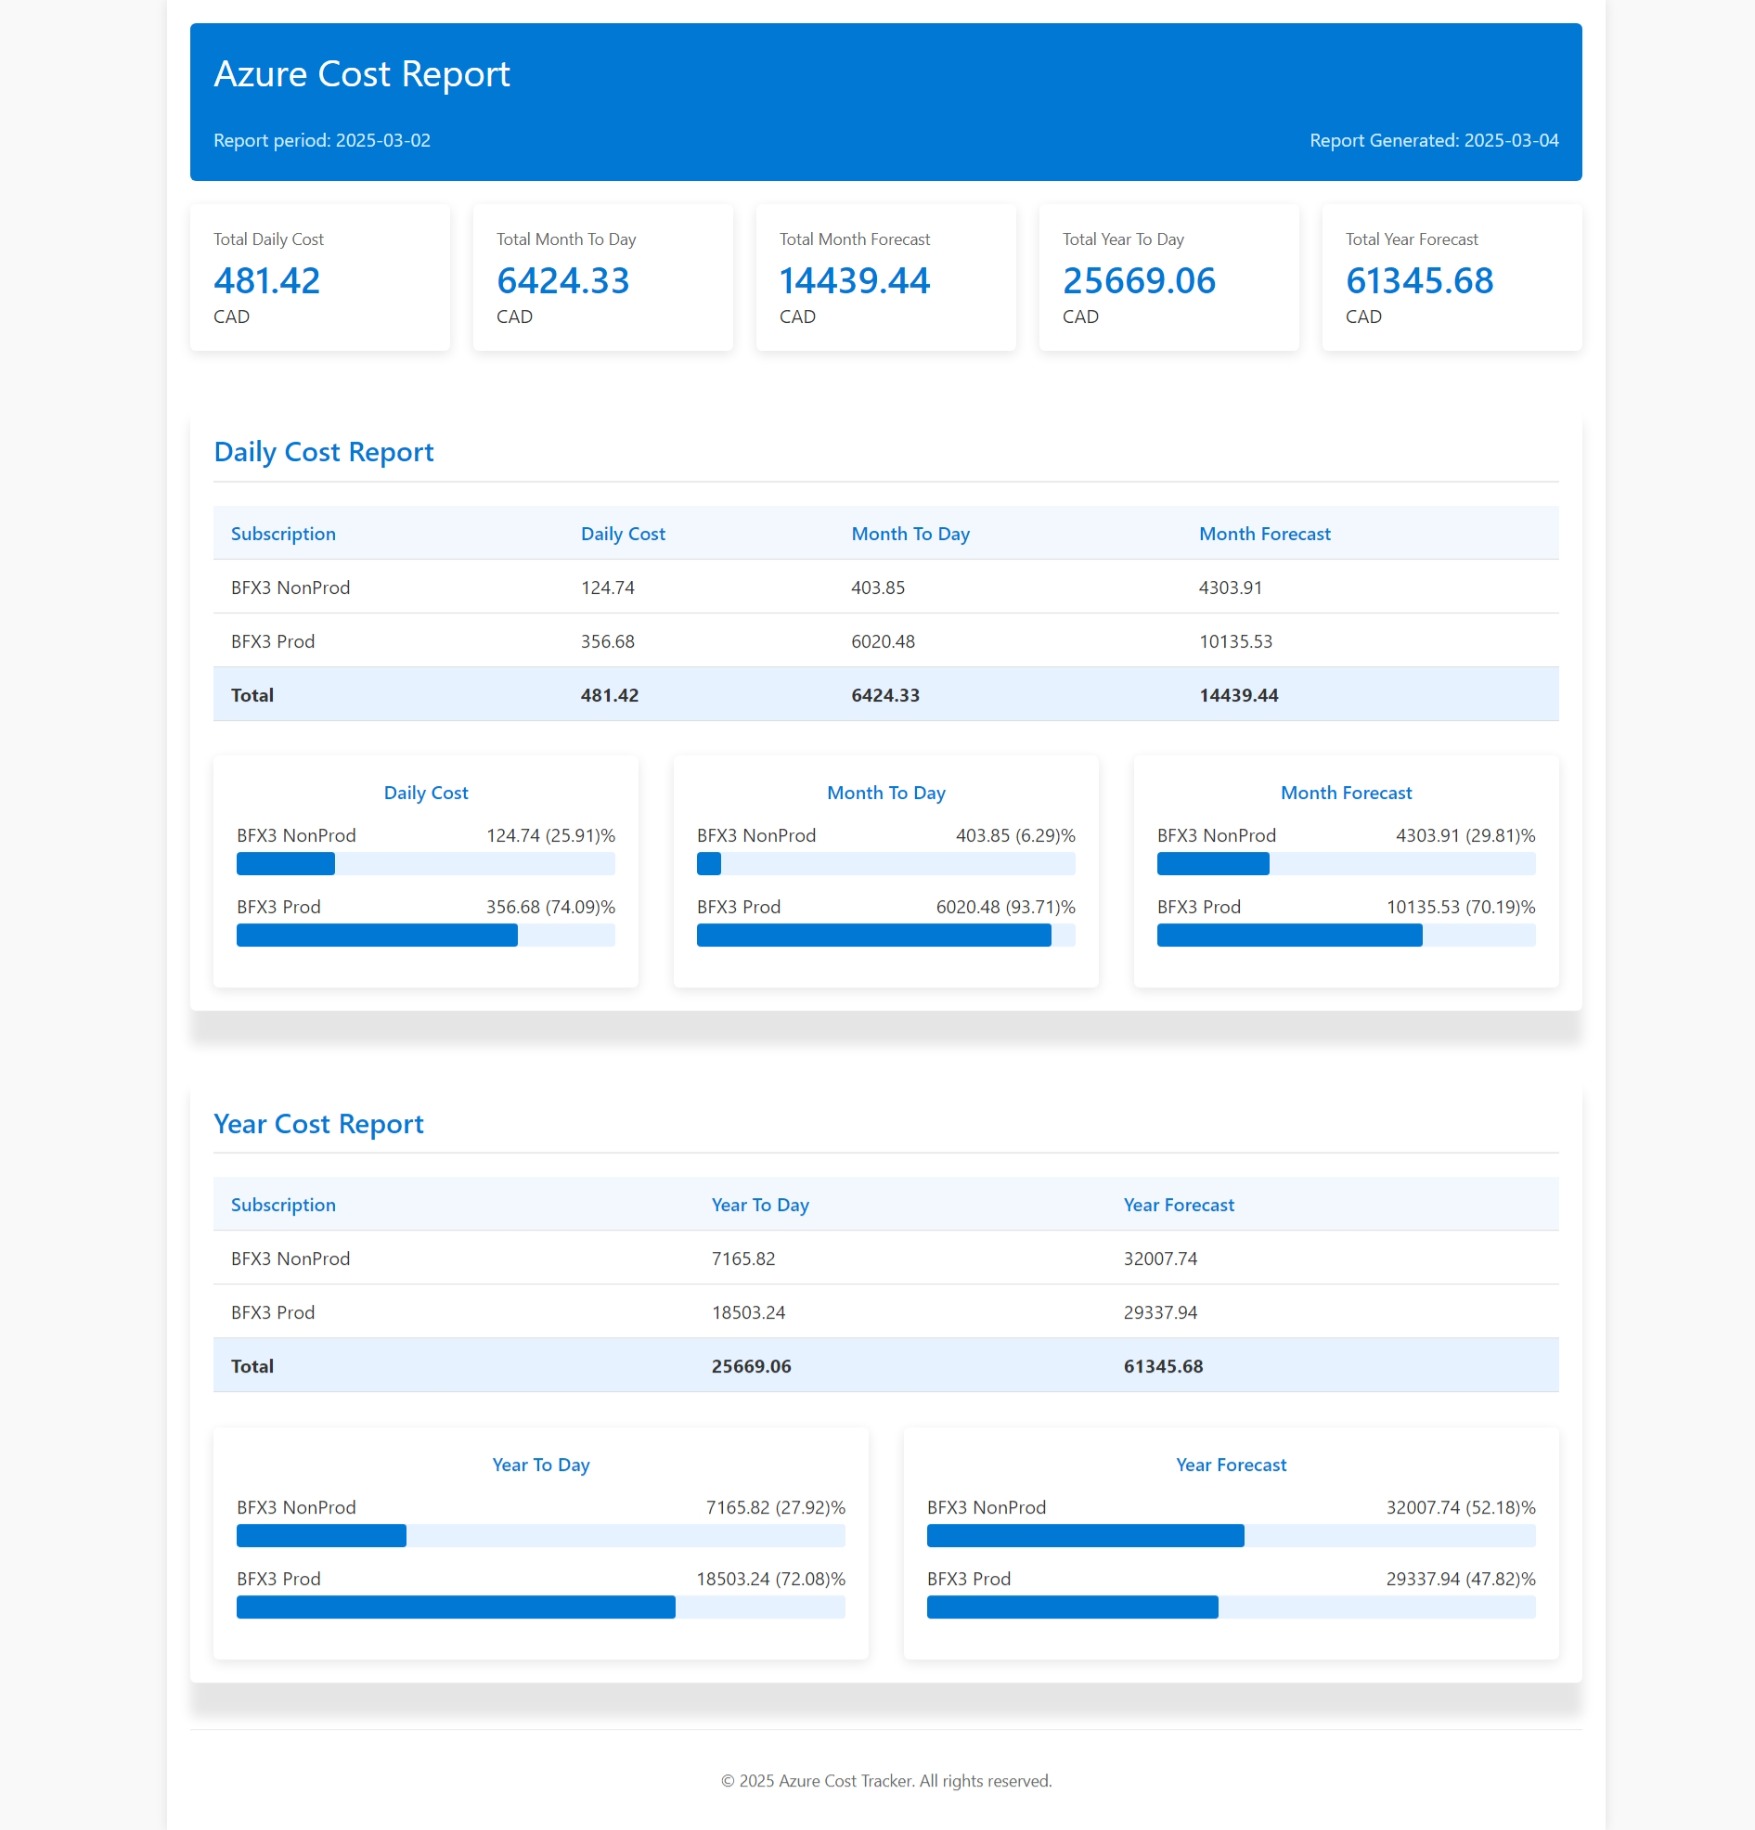 Azure Cost Report
Report period: 2025-03-02 Report Generated: 2025-03-04
Total Daily Cost
481.42
CAD
Total Month To Day
6424.33
CAD
Total Month Forecast
14439.44
CAD
Total Year To Day
25669.06
CAD
Total Year Forecast
61345.68
CAD
Daily Cost Report
Subscription Daily Cost Month To Day Month Forecast
BFX3 NonProd 124.74 403.85 4303.91
BFX3 Prod 356.68 6020.48 10135.53
Total 481.42 6424.33 14439.44
Daily Cost
BFX3 NonProd 124.74 (25.91)%
BFX3 Prod 356.68 (74.09)%
Month To Day
BFX3 NonProd 403.85 (6.29)%
BFX3 Prod 6020.48 (93.71)%
Month Forecast
BFX3 NonProd 4303.91 (29.81)%
BFX3 Prod 10135.53 (70.19)%
Year Cost Report
Subscription Year To Day Year Forecast
BFX3 NonProd 7165.82 32007.74
BFX3 Prod 18503.24 29337.94
Total 25669.06 61345.68
Year To Day
BFX3 NonProd 7165.82 (27.92)%
BFX3 Prod 18503.24 (72.08)%
Year Forecast
BFX3 NonProd 32007.74 (52.18)%
BFX3 Prod 29337.94 (47.82)%
© 2025 Azure Cost Tracker. All rights reserved.